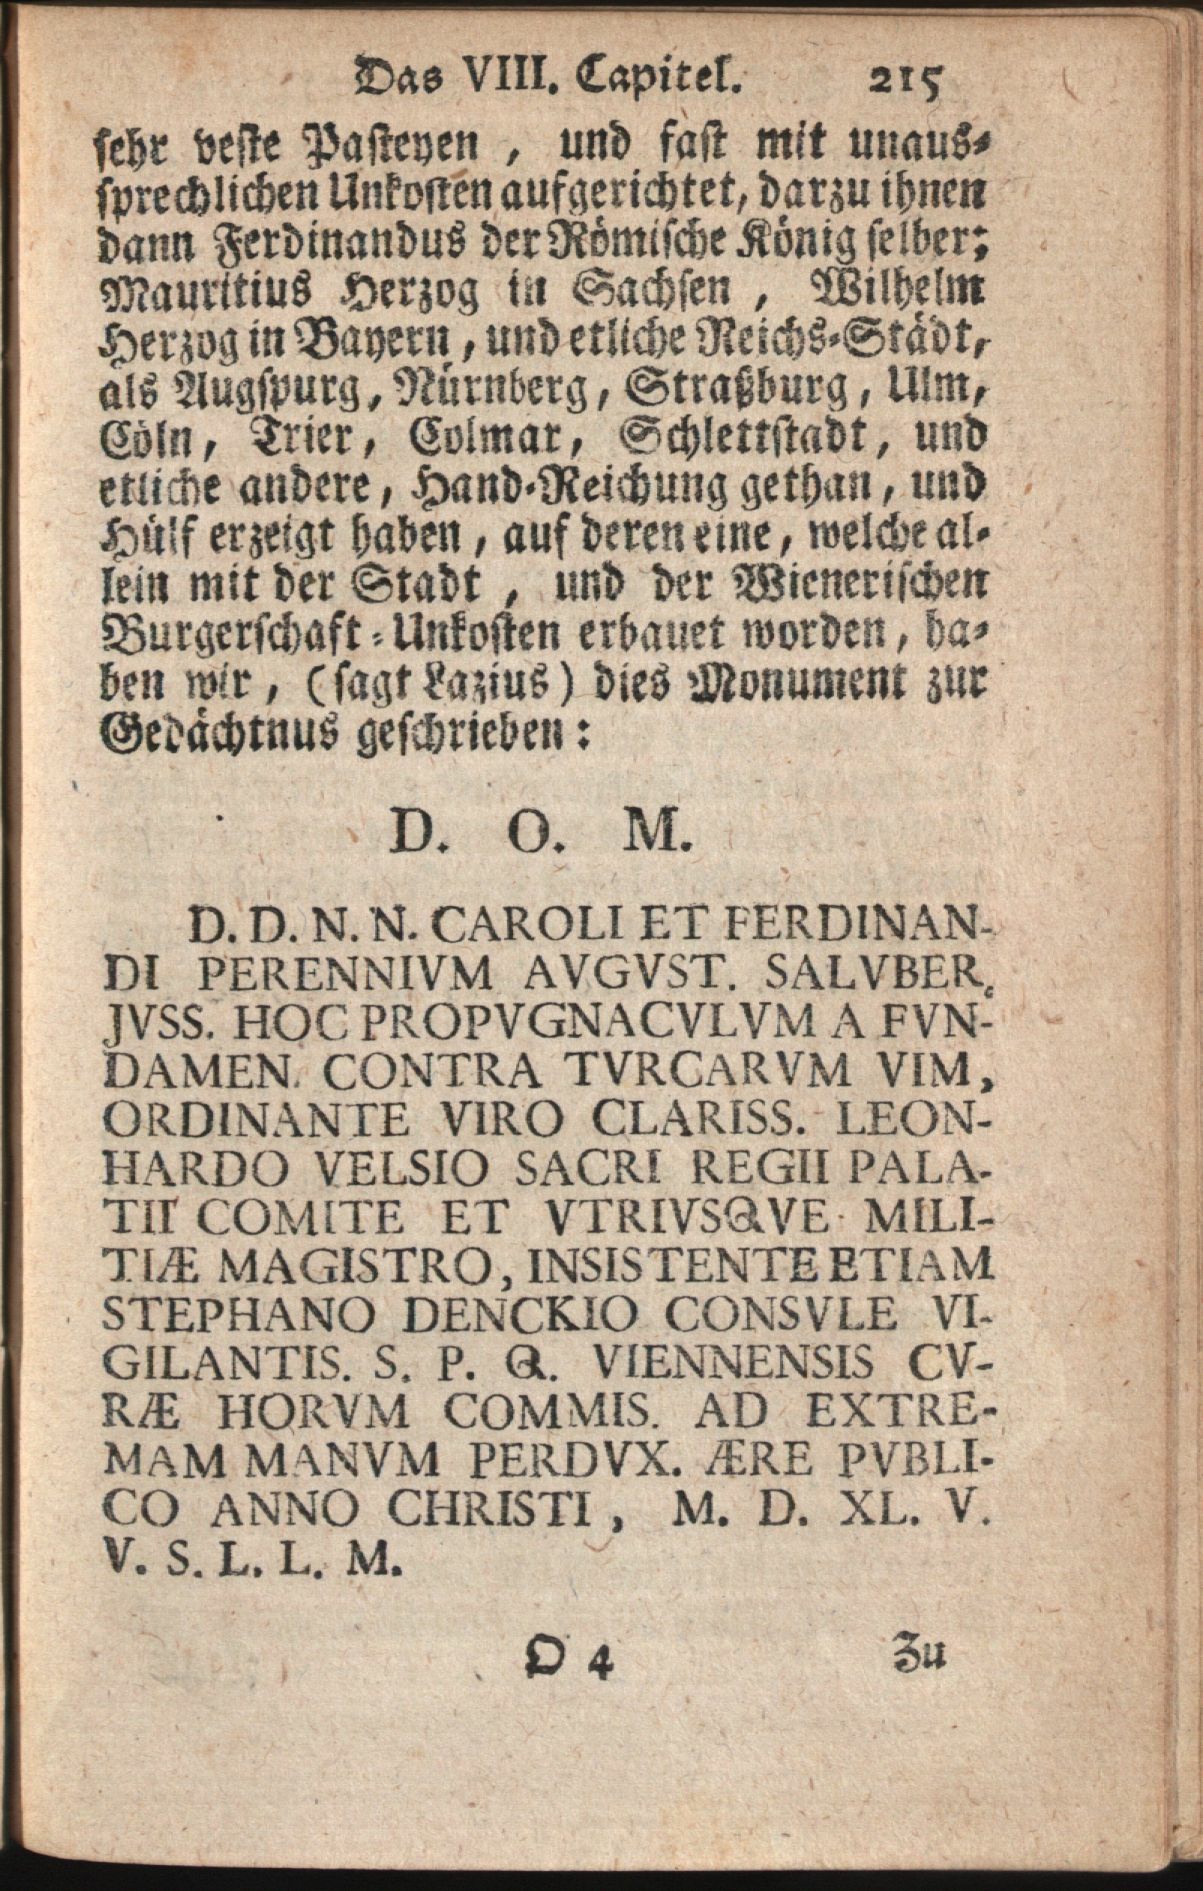 Das VIII. Capitel. 215
sehr veste Pasteyen , und fast mit unaus-
sprechlichen Unkosten aufgerichtet, darzu ihnen
dann Ferdinandus der Römische König selber;
Mauritius Herzog in Sachsen , Wilhelm
Herzog in Bayern , und etliche Reichs-Städt,
als Augspurg, Nürnberg, Straßburg, Ulm,
Cöln, Trier, Colmar, Schlettstadt, und
etliche andere, Hand-Reichung gethan, und
Hülf erzeigt haben, auf deren eine, welche al-
lein mit der Stadt , und der Wienerischen
Burgerschaft-Unkosten erbauet worden, ha-
ben wir, (sagt Lazius) dies Monument zur
Gedächtnus geschrieben:
D. O. M.
D. D. N. N. CAROLI ET FERDINAN-
DI PERENNIVM AVGVST. SALVBER.
JVSS. HOC PROPVGNACVLVM A FVN-
DAMEN. CONTRA TVRCARVM VIM,
ORDINANTE VIRO CLARISS. LEON-
HARDO VELSIO SACRI REGII PALA-
TII COMITE ET VTRIVSQVE MILI-
TIÆ MAGISTRO, INSISTENTE ETIAM
STEPHANO DENCKIO CONSVLE VI-
GILANTIS. S. P. Q. VIENNENSIS CV-
RÆ HORVM COMMIS. AD EXTRE-
MAM MANVM PERDVX. ÆRE PVBLI-
CO ANNO CHRISTI, M. D. XL. V.
V. S. L. L. M.
O 4 Zu